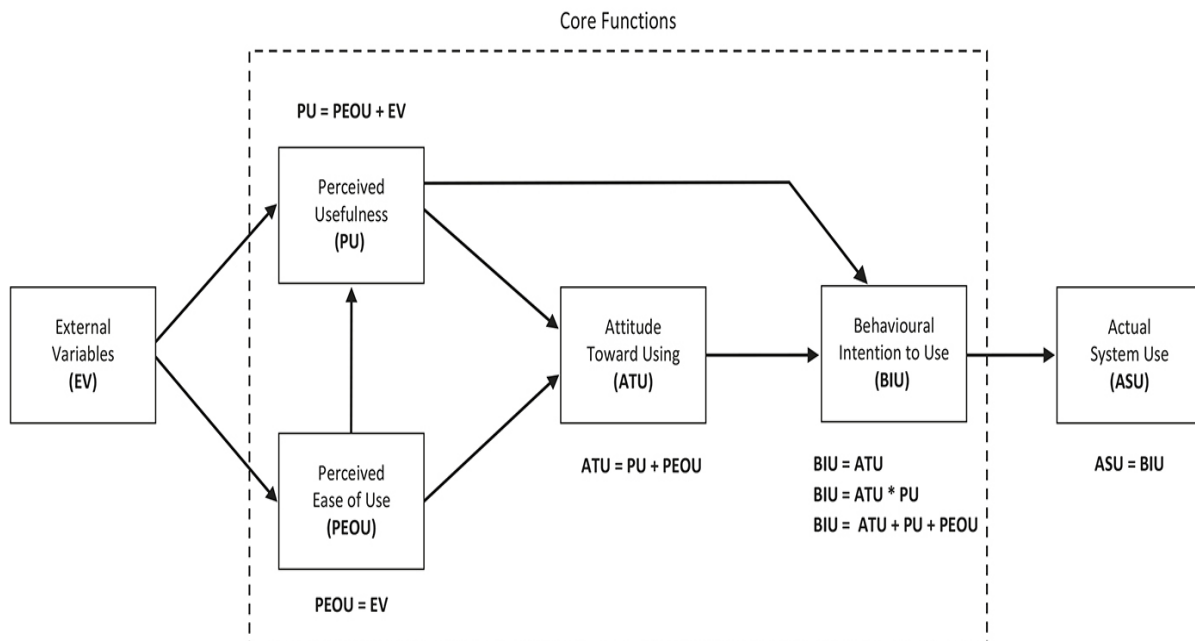 Core Functions
PU = PEOU + EV
Perceived
Usefulness
(PU)
External
Variables
(EV)
Attitude
Toward Using
(ATU)
Behavioural
Intention to Use
(BIU)
Actual
System Use
(ASU)
Perceived
Ease of Use
(PEOU)
ATU = PU + PEOU
BIU = ATU
BIU = ATU * PU
BIU = ATU + PU + PEOU
ASU = BIU
PEOU = EV